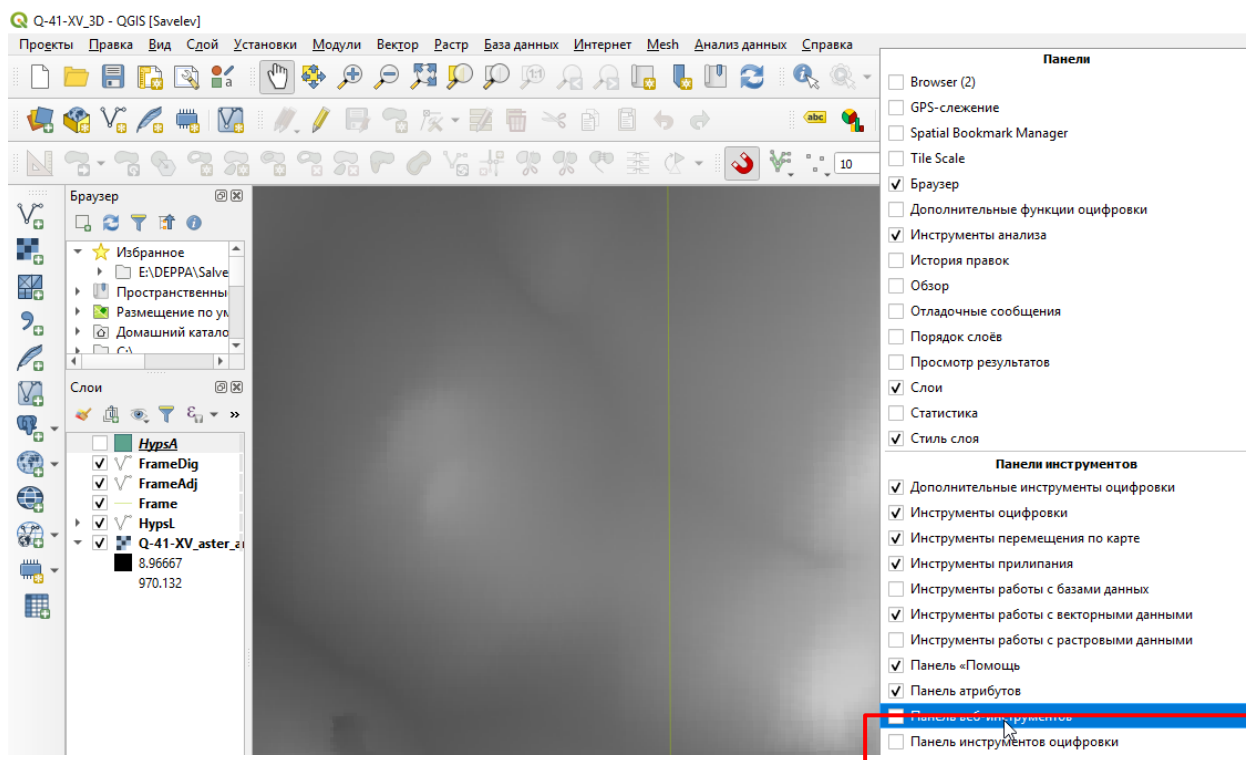 Q-41-XV_3D - QGIS [Savelev]
Проекты Правка Вид Слой Установки Модули Вектор Растр База данных Интернет Mesh Анализ данных Справка
abc
10
Браузер
Избранное
E:\DEPPA\Salve
Пространственны
Размещение по ум
Домашний катало
C:\
Слои
HypsA
FrameDig
FrameAdj
Frame
HypsL
Q-41-XV_aster_a
8.96667
970.132
Панели
Browser (2)
GPS-слежение
Spatial Bookmark Manager
Tile Scale
Браузер
Дополнительные функции оцифровки
Инструменты анализа
История правок
Обзор
Отладочные сообщения
Порядок слоёв
Просмотр результатов
Слои
Статистика
Стиль слоя
Панели инструментов
Дополнительные инструменты оцифровки
Инструменты оцифровки
Инструменты перемещения по карте
Инструменты прилипания
Инструменты работы с базами данных
Инструменты работы с векторными данными
Инструменты работы с растровыми данными
Панель «Помощь
Панель атрибутов
Панель веб-инструментов
Панель инструментов оцифровки